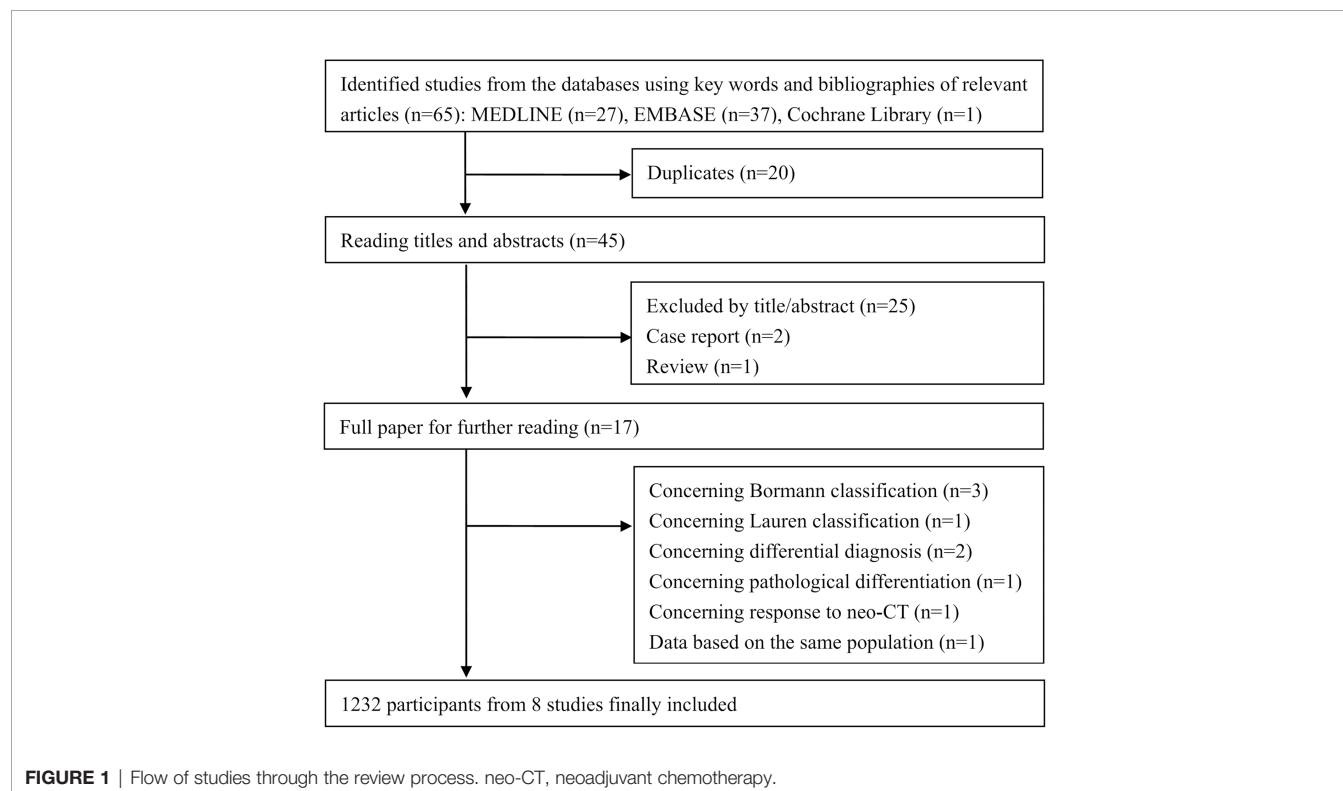 Identified studies from the databases using key words and bibliographies of relevant
articles (n=65): MEDLINE (n=27), EMBASE (n=37), Cochrane Library (n=1)
Duplicates (n=20)
Reading titles and abstracts (n=45)
Excluded by title/abstract (n=25)
Case report (n=2)
Review (n=1)
Full paper for further reading (n=17)
Concerning Bormann classification (n=3)
Concerning Lauren classification (n=1)
Concerning differential diagnosis (n=2)
Concerning pathological differentiation (n=1)
Concerning response to neo-CT (n=1)
Data based on the same population (n=1)
1232 participants from 8 studies finally included
FIGURE 1 | Flow of studies through the review process. neo-CT, neoadjuvant chemotherapy.